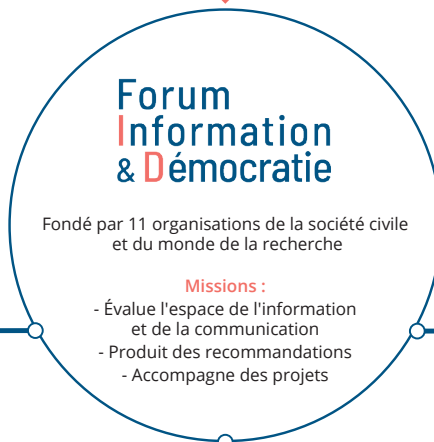 Forum
Information
& Démocratie
Fondé par 11 organisations de la société civile
et du monde de la recherche
Missions :
- Évalue l'espace de l'information
et de la communication
- Produit des recommandations
- Accompagne des projets